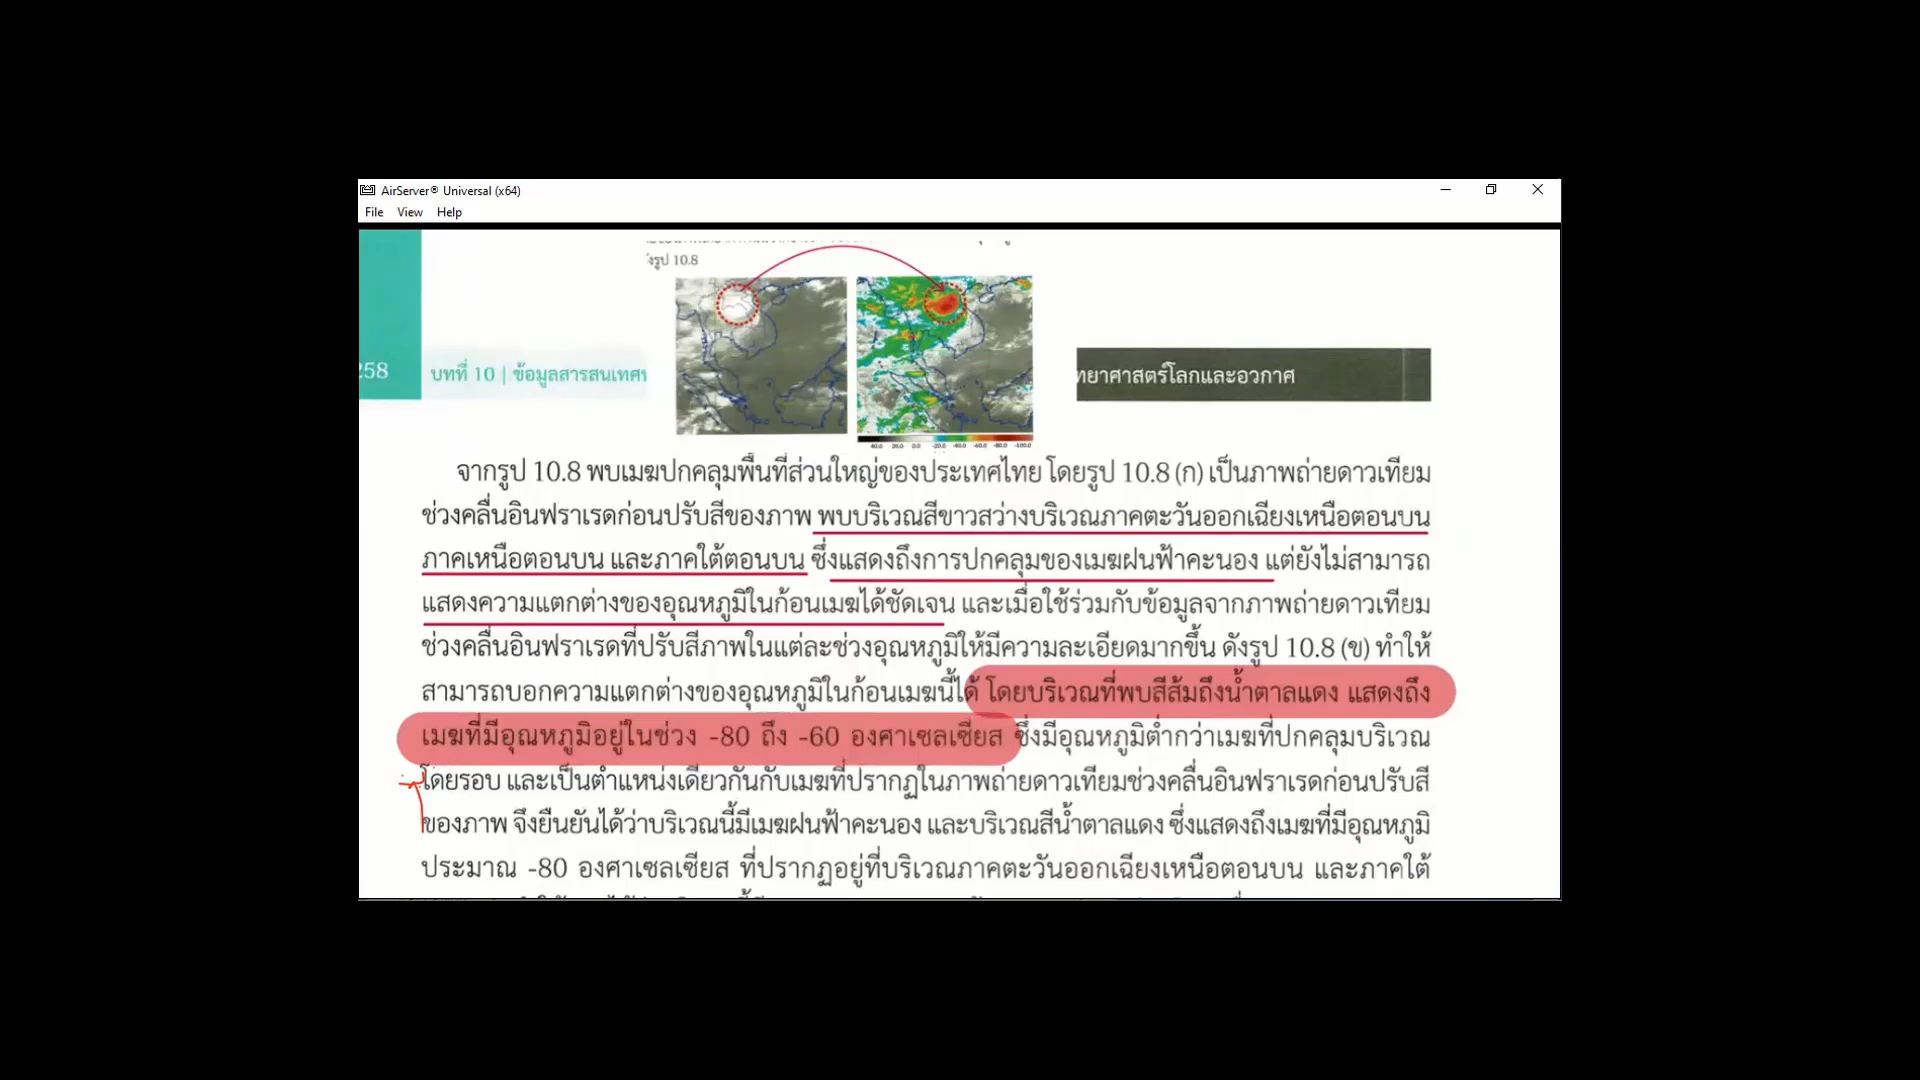 AirServer® Universal (x64)
File View Help
ังรูป 10.8
258 บทที่ 10 | ข้อมูลสารสนเทศ
ทยาศาสตร์โลกและอวกาศ
40.0 20.0 0.0 -20.0 -40.0 -60.0 -80.0 -100.0
จากรูป 10.8 พบเมฆปกคลุมพื้นที่ส่วนใหญ่ของประเทศไทย โดยรูป 10.8 (ก) เป็นภาพถ่ายดาวเทียม
ช่วงคลื่นอินฟราเรดก่อนปรับสีของภาพ พบบริเวณสีขาวสว่างบริเวณภาคตะวันออกเฉียงเหนือตอนบน
ภาคเหนือตอนบน และภาคใต้ตอนบน ซึ่งแสดงถึงการปกคลุมของเมฆฝนฟ้าคะนอง แต่ยังไม่สามารถ
แสดงความแตกต่างของอุณหภูมิในก้อนเมฆได้ชัดเจน และเมื่อใช้ร่วมกับข้อมูลจากภาพถ่ายดาวเทียม
ช่วงคลื่นอินฟราเรดที่ปรับสีภาพในแต่ละช่วงอุณหภูมิให้มีความละเอียดมากขึ้น ดังรูป 10.8 (ข) ทำให้
สามารถบอกความแตกต่างของอุณหภูมิในก้อนเมฆนี้ได้ โดยบริเวณที่พบสีส้มถึงน้ำตาลแดง แสดงถึง
เมฆที่มีอุณหภูมิอยู่ในช่วง -80 ถึง -60 องศาเซลเซียส ซึ่งมีอุณหภูมิต่ำกว่าเมฆที่ปกคลุมบริเวณ
โดยรอบ และเป็นตำแหน่งเดียวกันกับเมฆที่ปรากฏในภาพถ่ายดาวเทียมช่วงคลื่นอินฟราเรดก่อนปรับสี
ของภาพ จึงยืนยันได้ว่าบริเวณนี้มีเมฆฝนฟ้าคะนอง และบริเวณสีน้ำตาลแดง ซึ่งแสดงถึงเมฆที่มีอุณหภูมิ
ประมาณ -80 องศาเซลเซียส ที่ปรากฏอยู่ที่บริเวณภาคตะวันออกเฉียงเหนือตอนบน และภาคใต้